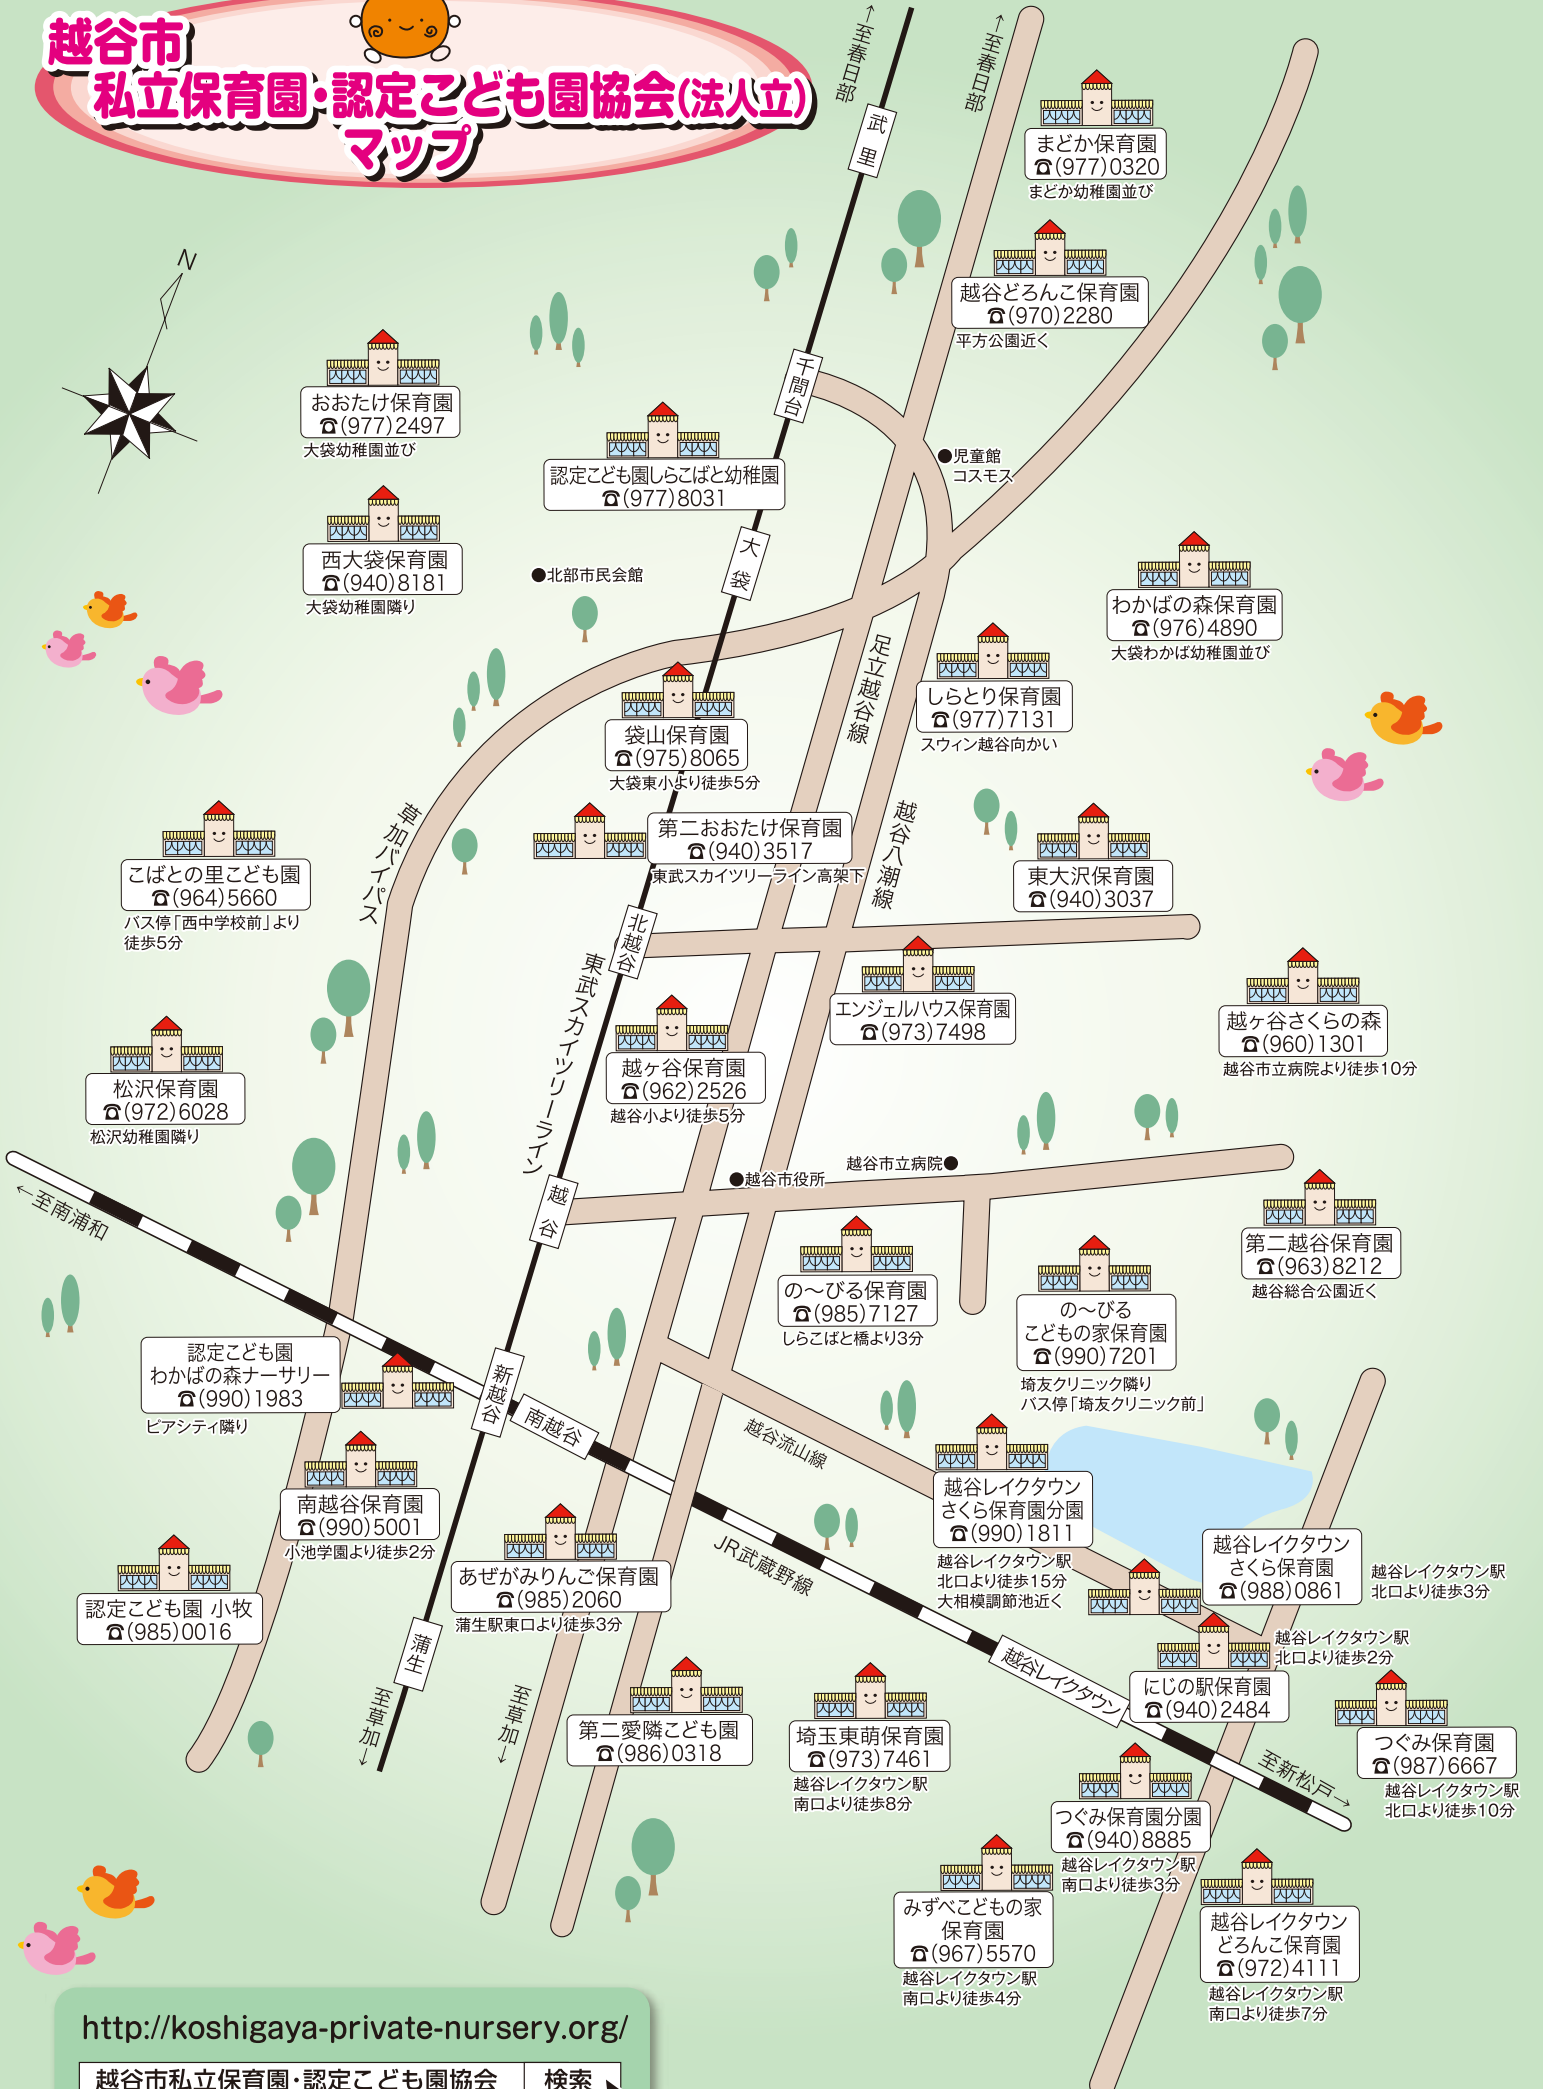 越谷市
私立保育園・認定こども園協会(法人立)
マップ
←至春日部
←至春日部
武里
まどか保育園
☎(977)0320
まどか幼稚園並び
越谷どろんこ保育園
☎(970)2280
平方公園近く
N
おおたけ保育園
☎(977)2497
大袋幼稚園並び
千間台
認定こども園しらこばと幼稚園
☎(977)8031
●児童館
コスモス
西大袋保育園
☎(940)8181
大袋幼稚園隣り
大袋
●北部市民会館
わかばの森保育園
☎(976)4890
大袋わかば幼稚園並び
足立越谷線
しらとり保育園
☎(977)7131
スウィン越谷向かい
袋山保育園
☎(975)8065
大袋東小より徒歩5分
草加バイパス
第二おおたけ保育園
☎(940)3517
東武スカイツリーライン高架下
越谷八潮線
東大沢保育園
☎(940)3037
こばとの里こども園
☎(964)5660
バス停「西中学校前」より
徒歩5分
北越谷
東武スカイツリーライン
エンジェルハウス保育園
☎(973)7498
越ヶ谷さくらの森
☎(960)1301
越谷市立病院より徒歩10分
越ヶ谷保育園
☎(962)2526
越谷小より徒歩5分
松沢保育園
☎(972)6028
松沢幼稚園隣り
←至南浦和
越谷
●越谷市役所
越谷市立病院●
第二越谷保育園
☎(963)8212
越谷総合公園近く
の〜びる保育園
☎(985)7127
しらこばと橋より3分
の〜びる
こどもの家保育園
☎(990)7201
埼友クリニック隣り
バス停「埼友クリニック前」
認定こども園
わかばの森ナーサリー
☎(990)1983
ピアシティ隣り
新越谷
南越谷
越谷流山線
南越谷保育園
☎(990)5001
小池学園より徒歩2分
越谷レイクタウン
さくら保育園分園
☎(990)1811
越谷レイクタウン駅
北口より徒歩15分
大相模調節池近く
越谷レイクタウン
さくら保育園
☎(988)0861
越谷レイクタウン駅
北口より徒歩3分
JR武蔵野線
あぜがみりんご保育園
☎(985)2060
蒲生駅東口より徒歩3分
認定こども園 小牧
☎(985)0016
蒲生
越谷レイクタウン
越谷レイクタウン駅
北口より徒歩2分
にじの駅保育園
☎(940)2484
至草加→
至草加→
第二愛隣こども園
☎(986)0318
埼玉東萌保育園
☎(973)7461
越谷レイクタウン駅
南口より徒歩8分
つぐみ保育園
☎(987)6667
越谷レイクタウン駅
北口より徒歩10分
至新松戸→
つぐみ保育園分園
☎(940)8885
越谷レイクタウン駅
南口より徒歩3分
みずべこどもの家
保育園
☎(967)5570
越谷レイクタウン駅
南口より徒歩4分
越谷レイクタウン
どろんこ保育園
☎(972)4111
越谷レイクタウン駅
南口より徒歩7分
http://koshigaya-private-nursery.org/
越谷市私立保育園・認定こども園協会 検索